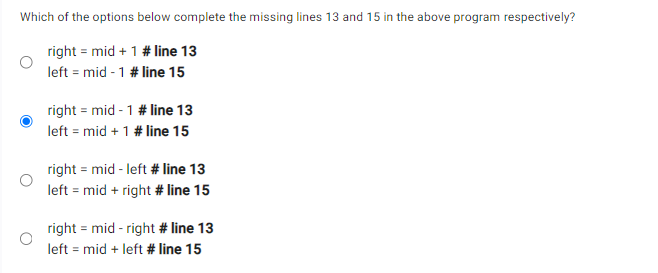 Which of the options below complete the missing lines 13 and 15 in the above program respectively?
right = mid + 1 # line 13
left = mid - 1 # line 15
right = mid - 1 # line 13
left = mid + 1 # line 15
right = mid - left # line 13
left = mid + right # line 15
right = mid - right # line 13
left = mid + left # line 15